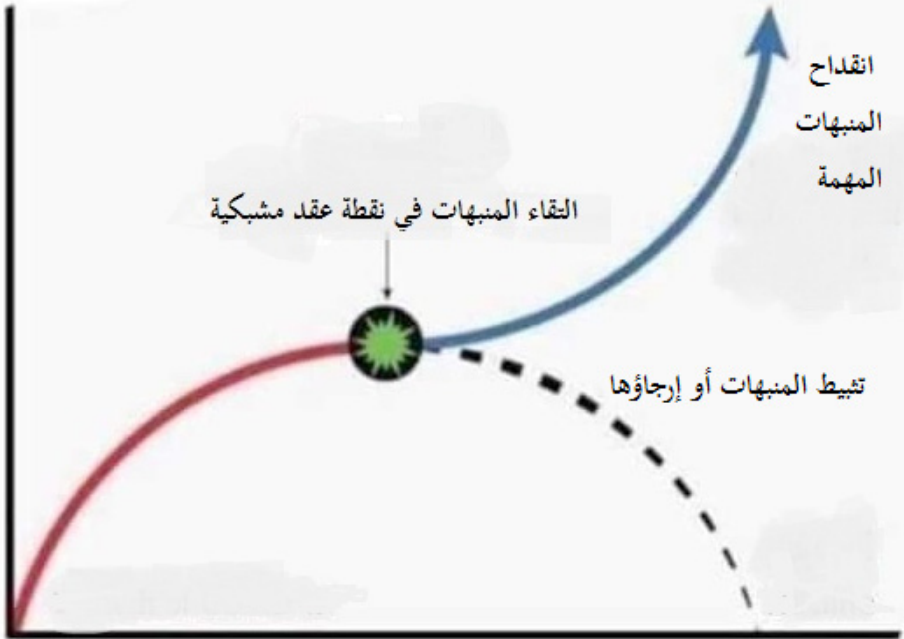 انقداح
المنبهات
المهمة
التقاء المنبهات في نقطة عقد مشبكية
تثبيط المنبهات أو إرجاؤها